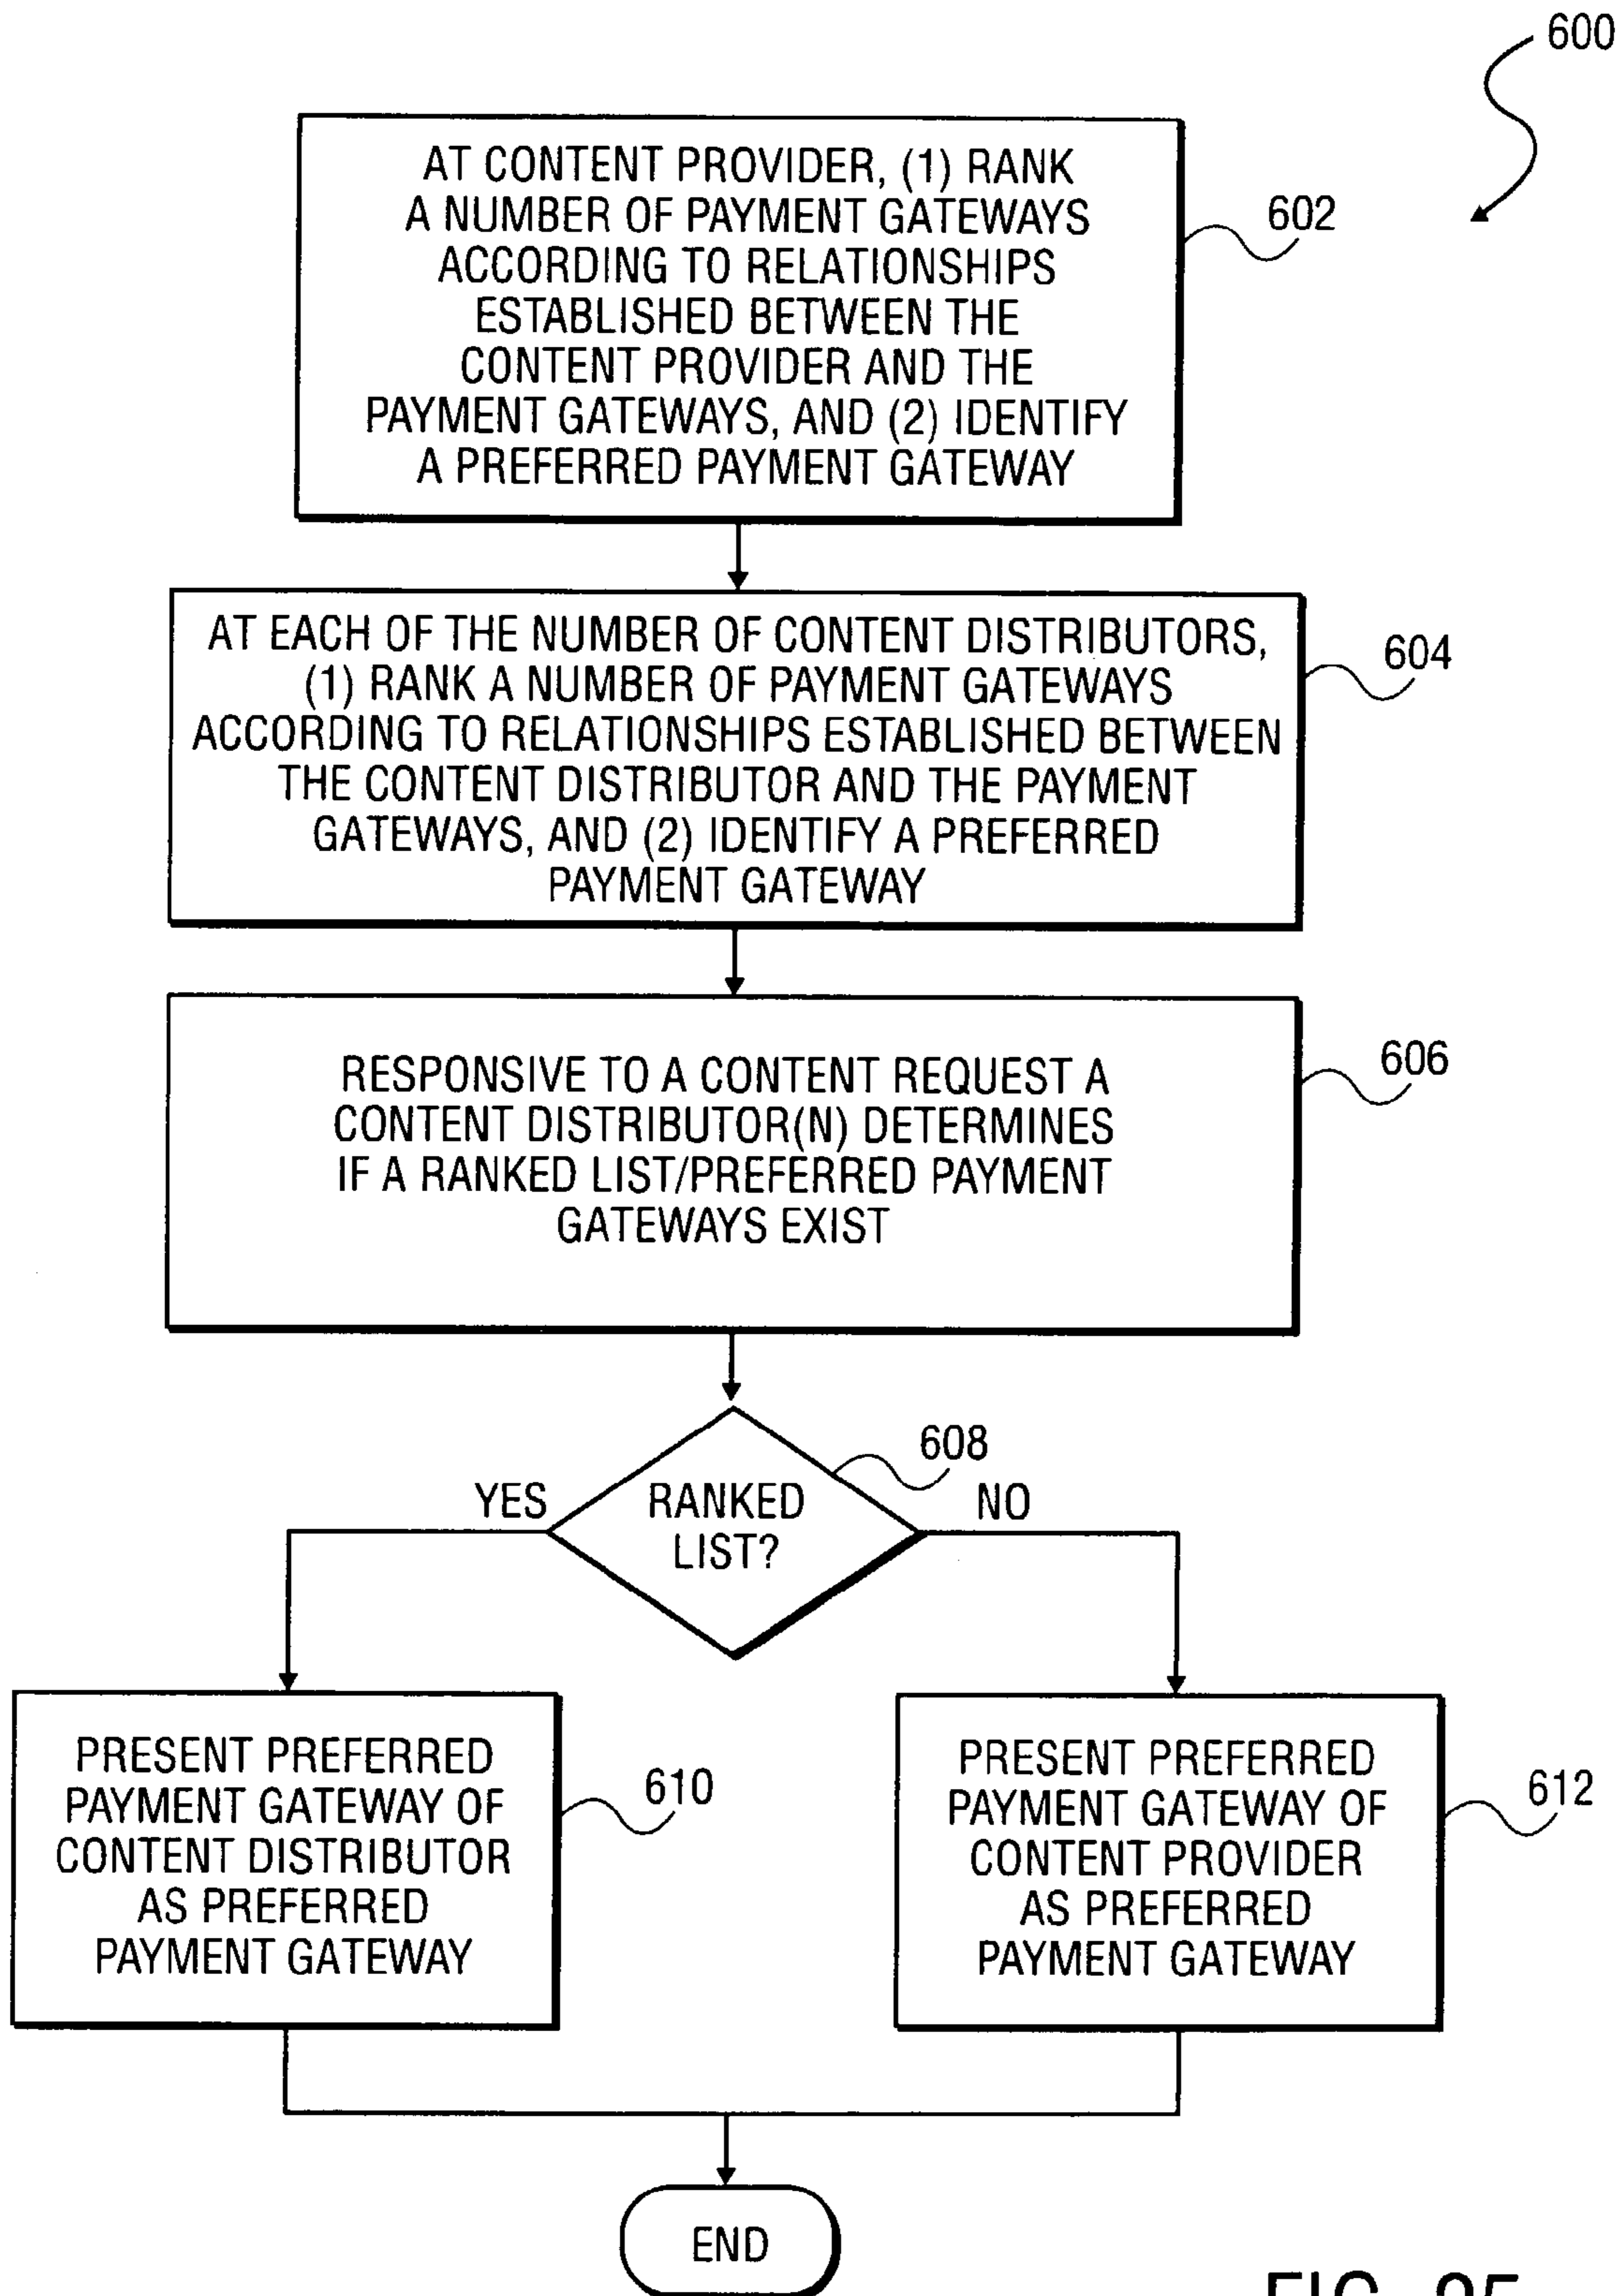 600
AT CONTENT PROVIDER, (1) RANK
A NUMBER OF PAYMENT GATEWAYS
ACCORDING TO RELATIONSHIPS
ESTABLISHED BETWEEN THE
CONTENT PROVIDER AND THE
PAYMENT GATEWAYS, AND (2) IDENTIFY
A PREFERRED PAYMENT GATEWAY
602
AT EACH OF THE NUMBER OF CONTENT DISTRIBUTORS,
(1) RANK A NUMBER OF PAYMENT GATEWAYS
ACCORDING TO RELATIONSHIPS ESTABLISHED BETWEEN
THE CONTENT DISTRIBUTOR AND THE PAYMENT
GATEWAYS, AND (2) IDENTIFY A PREFERRED
PAYMENT GATEWAY
604
RESPONSIVE TO A CONTENT REQUEST A
CONTENT DISTRIBUTOR(N) DETERMINES
IF A RANKED LIST/PREFERRED PAYMENT
GATEWAYS EXIST
606
608
YES
RANKED
LIST?
NO
PRESENT PREFERRED
PAYMENT GATEWAY OF
CONTENT DISTRIBUTOR
AS PREFERRED
PAYMENT GATEWAY
610
PRESENT PREFERRED
PAYMENT GATEWAY OF
CONTENT PROVIDER
AS PREFERRED
PAYMENT GATEWAY
612
END
FIG.